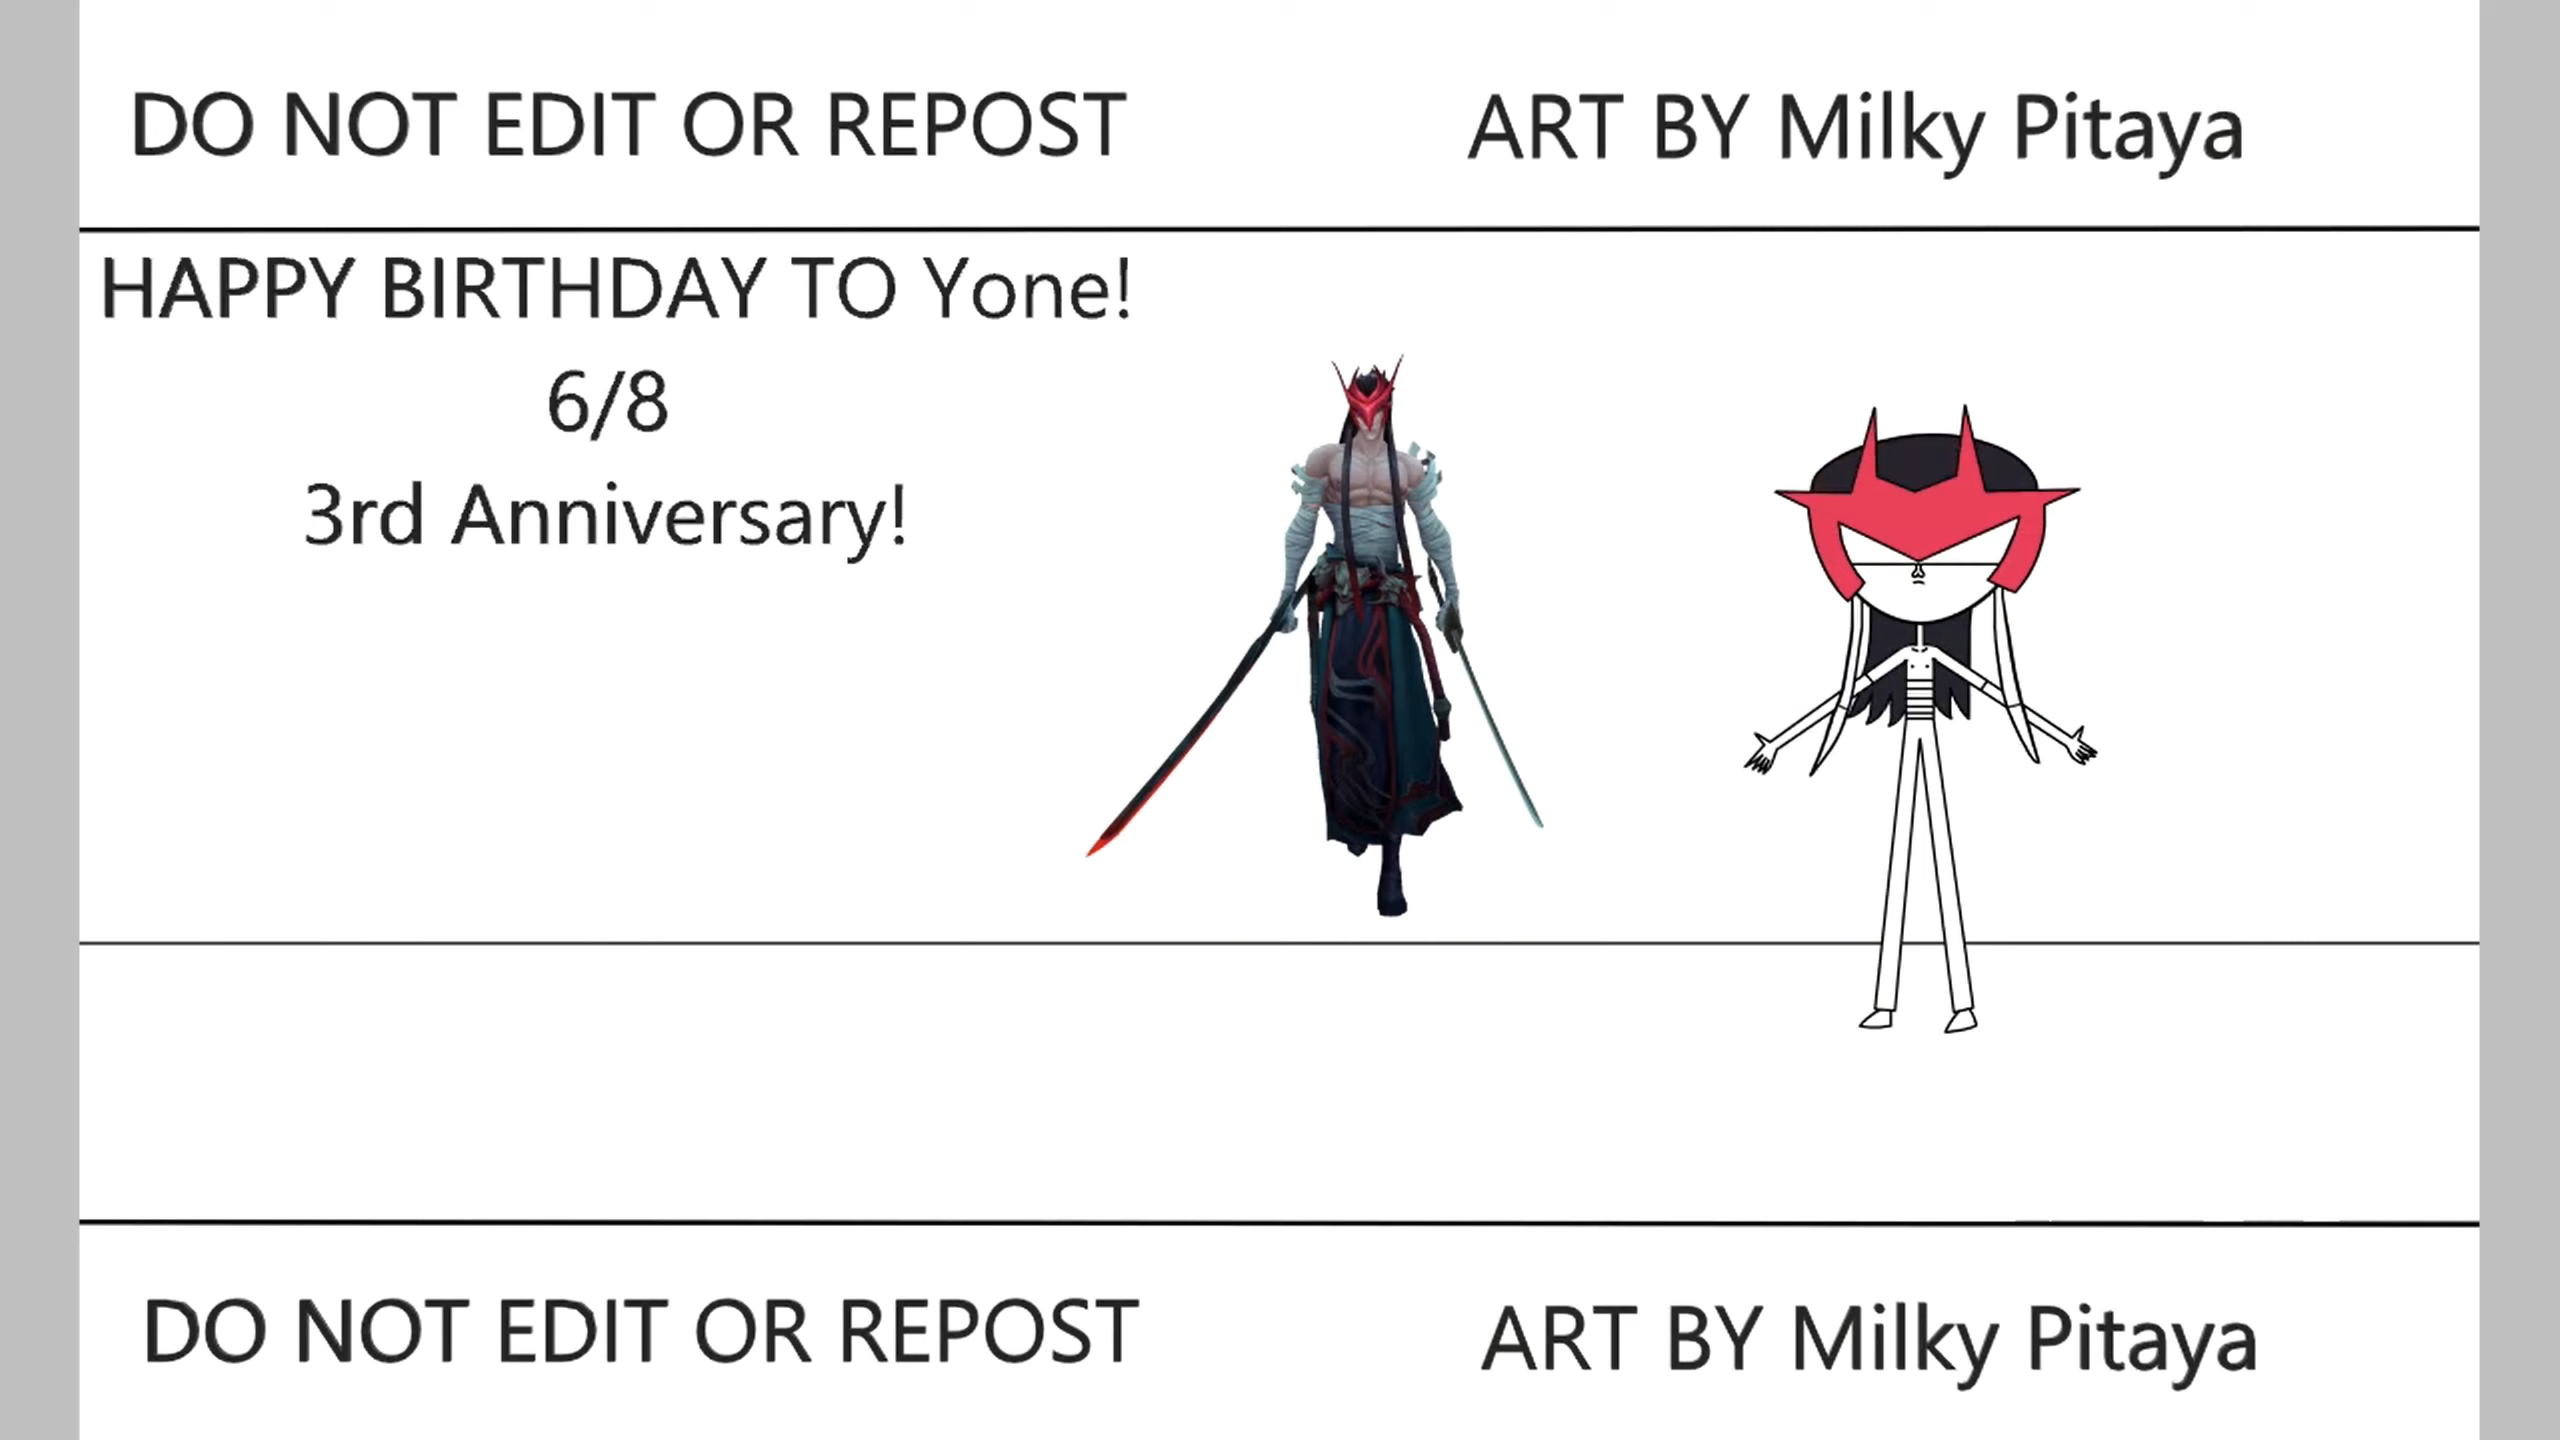 DO NOT EDIT OR REPOST
ART BY Milky Pitaya
HAPPY BIRTHDAY TO Yone!
6/8
3rd Anniversary!
DO NOT EDIT OR REPOST
ART BY Milky Pitaya